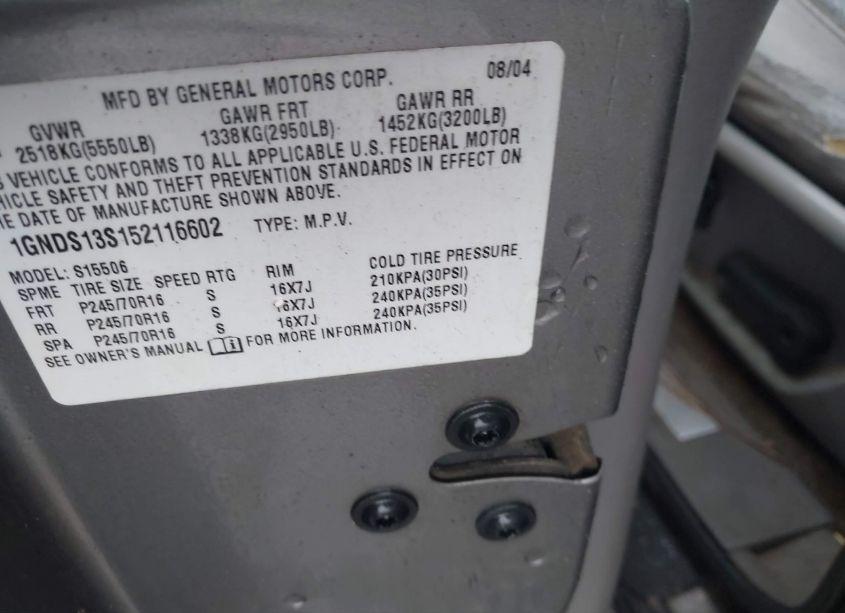 MFD BY GENERAL MOTORS CORP. 08/04
GVWR GAWR FRT GAWR RR
2518KG(5550LB) 1338KG(2950LB) 1452KG(3200LB)
VEHICLE CONFORMS TO ALL APPLICABLE U.S. FEDERAL MOTOR
SAFETY AND THEFT PREVENTION STANDARDS IN EFFECT ON
DATE OF MANUFACTURE SHOWN ABOVE.
1GNDS13S152116602 TYPE: M.P.V.
MODEL: S15506
SPME TIRE SIZE SPEED RTG RIM COLD TIRE PRESSURE
FRT P245/70R16 S 16X7J 210KPA(30PSI)
RR P245/70R16 S 16X7J 240KPA(35PSI)
SPA P245/70R16 S 16X7J 240KPA(35PSI)
SEE OWNER'S MANUAL FOR MORE INFORMATION.